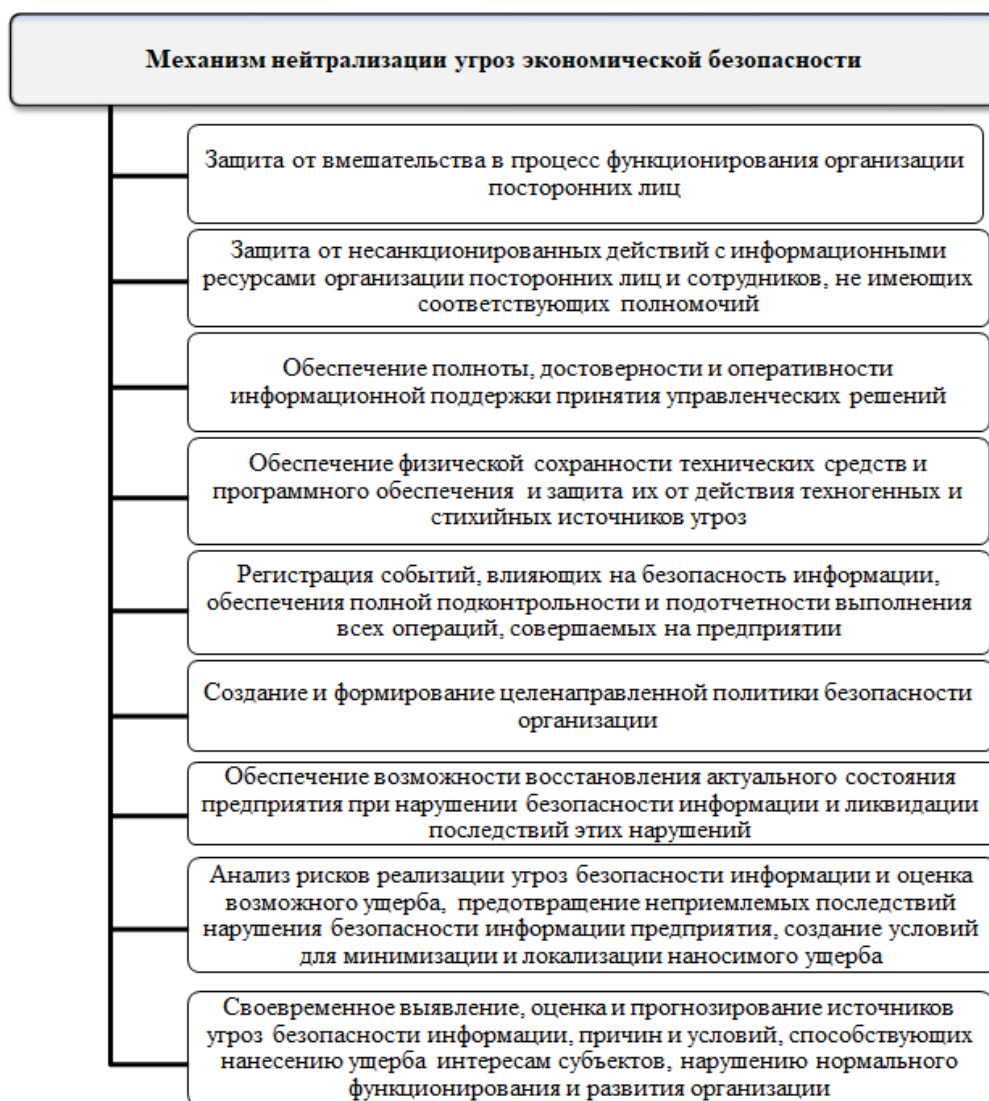 Механизм нейтрализации угроз экономической безопасности
Защита от вмешательства в процесс функционирования организации
посторонних лиц
Защита от несанкционированных действий с информационными
ресурсами организации посторонних лиц и сотрудников, не имеющих
соответствующих полномочий
Обеспечение полноты, достоверности и оперативности
информационной поддержки принятия управленческих решений
Обеспечение физической сохранности технических средств и
программного обеспечения и защита их от действия техногенных и
стихийных источников угроз
Регистрация событий, влияющих на безопасность информации,
обеспечения полной подконтрольности и подотчетности выполнения
всех операций, совершаемых на предприятии
Создание и формирование целенаправленной политики безопасности
организации
Обеспечение возможности восстановления актуального состояния
предприятия при нарушении безопасности информации и ликвидации
последствий этих нарушений
Анализ рисков реализации угроз безопасности информации и оценка
возможного ущерба, предотвращение неприемлемых последствий
нарушения безопасности информации предприятия, создание условий
для минимизации и локализации наносимого ущерба
Своевременное выявление, оценка и прогнозирование источников
угроз безопасности информации, причин и условий, способствующих
нанесению ущерба интересам субъектов, нарушению нормального
функционирования и развития организации